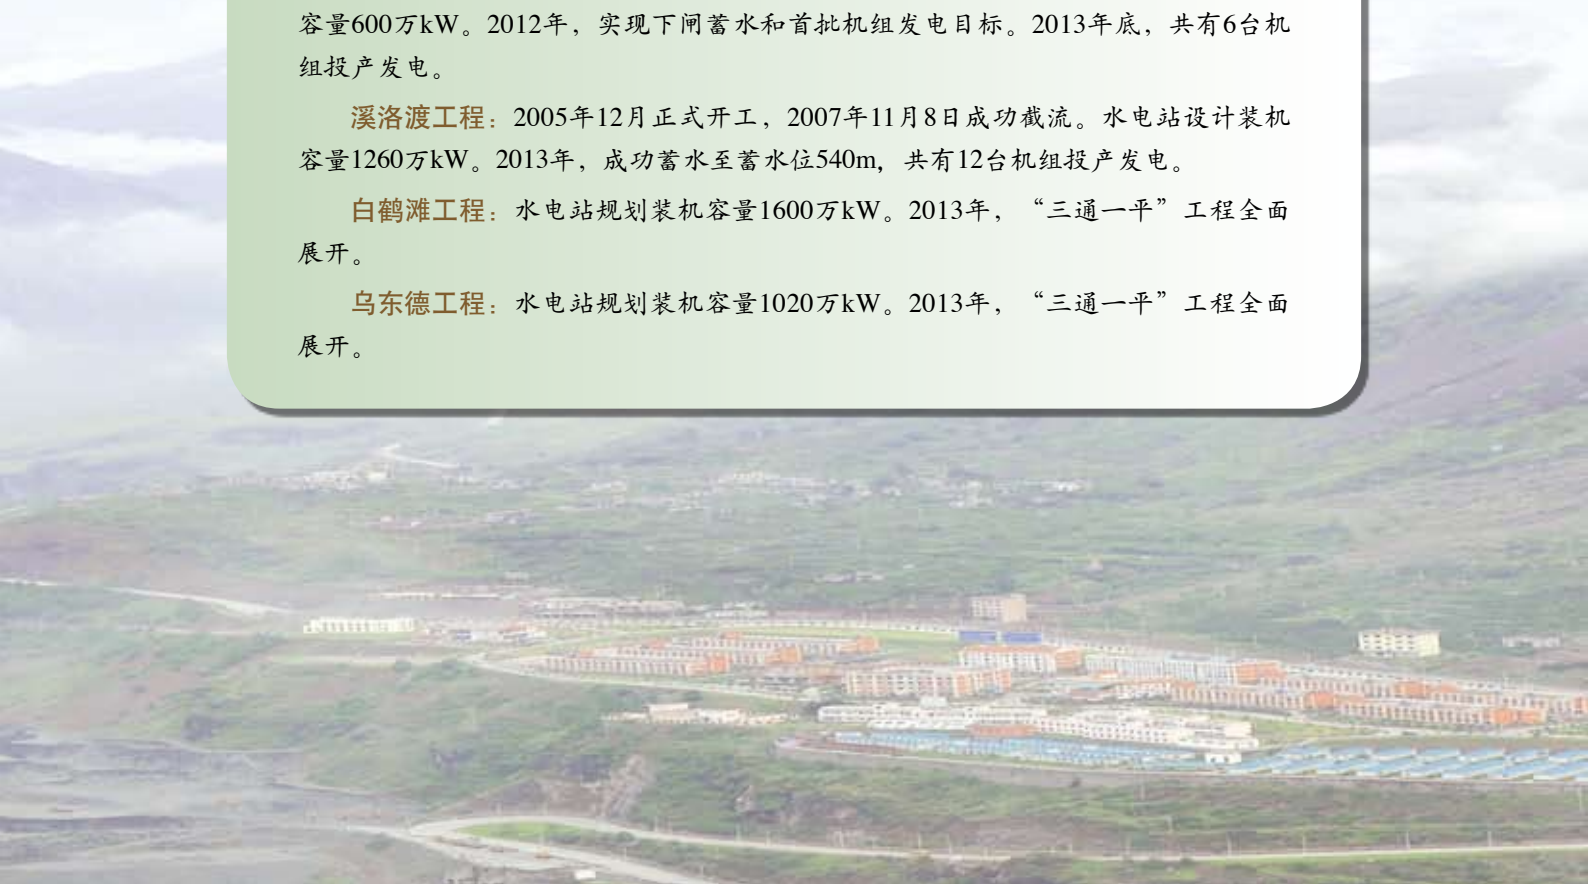 容量600万kW。2012年，实现下闸蓄水和首批机组发电目标。2013年底，共有6台机
组投产发电。
溪洛渡工程：2005年12月正式开工，2007年11月8日成功截流。水电站设计装机
容量1260万kW。2013年，成功蓄水至蓄水位540m，共有12台机组投产发电。
白鹤滩工程：水电站规划装机容量1600万kW。2013年，“三通一平”工程全面
展开。
乌东德工程：水电站规划装机容量1020万kW。2013年，“三通一平”工程全面
展开。